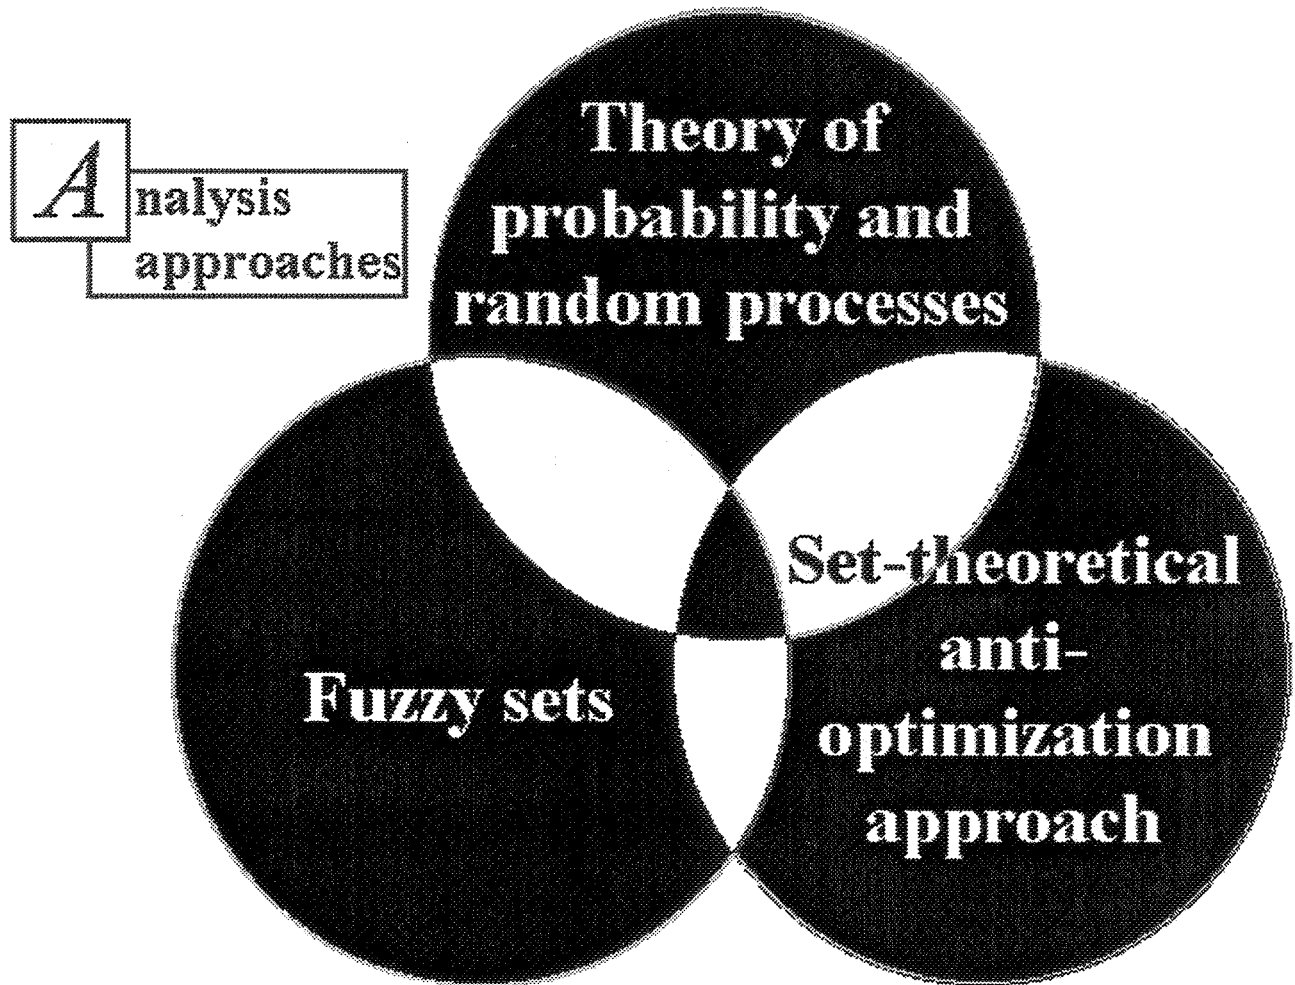 Analysis
approaches
Theory of
probability and
random processes
Fuzzy sets
Set-theoretical
anti-
optimization
approach